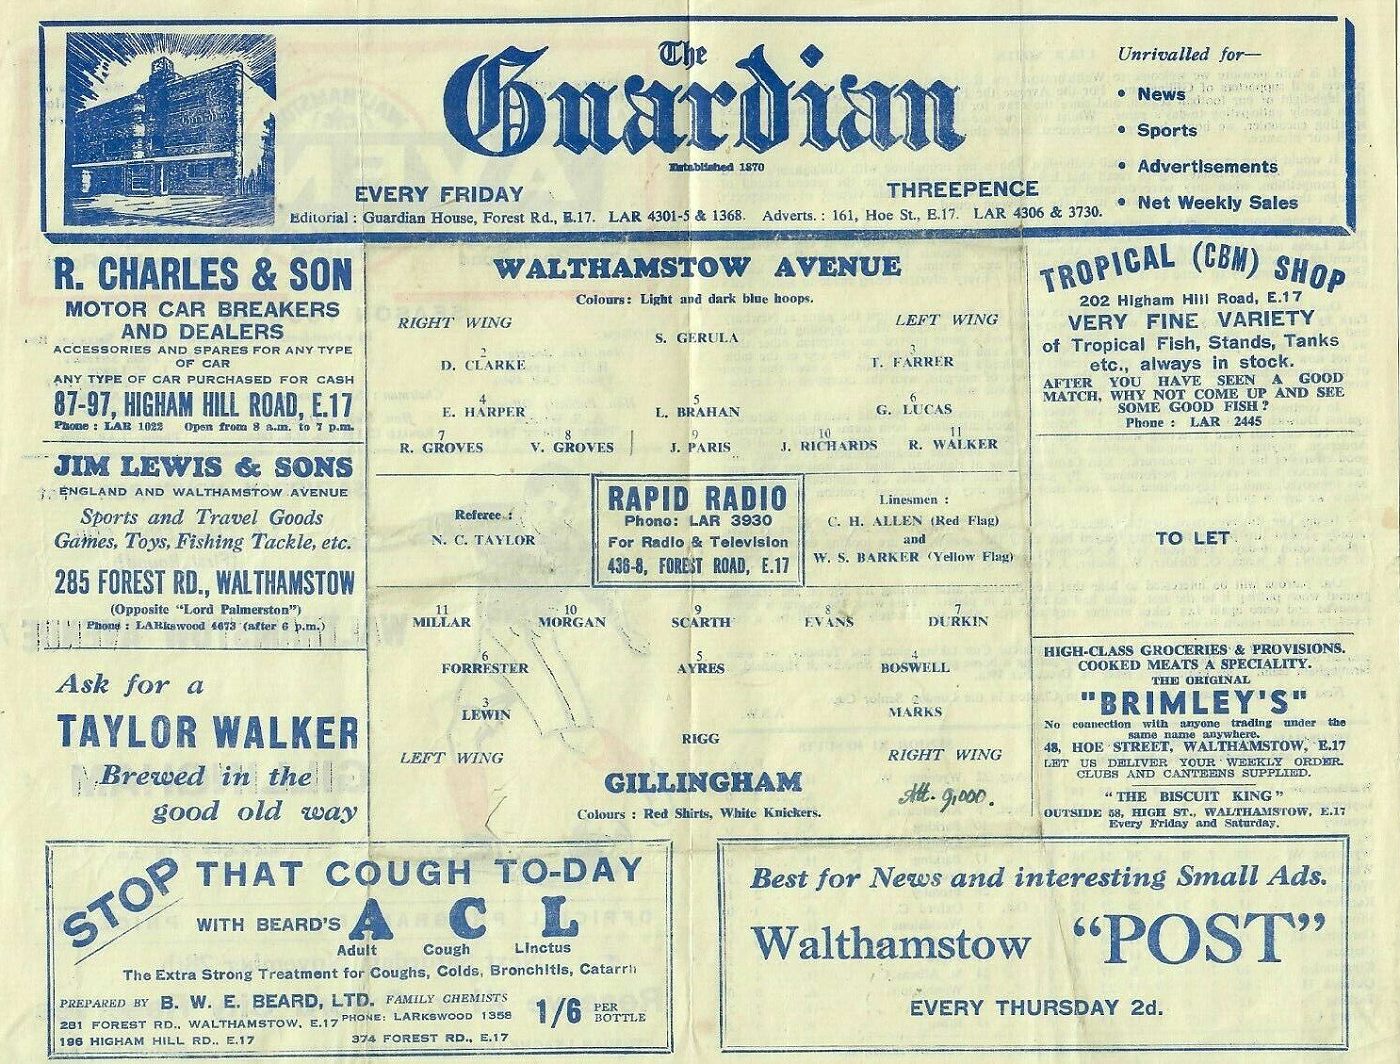 The
Guardian
Established 1870
EVERY FRIDAY
THREEPENCE
Editorial : Guardian House, Forest Rd., E.17. LAR 4301-5 & 1368. Adverts. : 161, Hoe St., E.17. LAR 4306 & 3730.
Unrivalled for—
• News
• Sports
• Advertisements
• Net Weekly Sales
R. CHARLES & SON
MOTOR CAR BREAKERS
AND DEALERS
ACCESSORIES AND SPARES FOR ANY TYPE
OF CAR
ANY TYPE OF CAR PURCHASED FOR CASH
87-97, HIGHAM HILL ROAD, E.17
Phone : LAR 1022 Open from 8 a.m. to 7 p.m.
JIM LEWIS & SONS
ENGLAND AND WALTHAMSTOW AVENUE
Sports and Travel Goods
Games, Toys, Fishing Tackle, etc.
285 FOREST RD., WALTHAMSTOW
(Opposite "Lord Palmerston")
Phone : LARkswood 4673 (after 6 p.m.)
Ask for a
TAYLOR WALKER
Brewed in the
good old way
WALTHAMSTOW AVENUE
Colours: Light and dark blue hoops.
RIGHT WING
LEFT WING
S. GERULA
2 3
D. CLARKE T. FARRER
4 5 6
E. HARPER L. BRAHAN G. LUCAS
7 8 9 10 11
R. GROVES V. GROVES J. PARIS J. RICHARDS R. WALKER
Referee :
N. C. TAYLOR
RAPID RADIO
Phono: LAR 3930
For Radio & Television
436-8, FOREST ROAD, E.17
Linesmen :
C. H. ALLEN (Red Flag)
and
W. S. BARKER (Yellow Flag)
11 10 9 8 7
MILLAR MORGAN SCARTH EVANS DURKIN
6 5 4
FORRESTER AYRES BOSWELL
3 2
LEWIN MARKS
RIGG
LEFT WING
RIGHT WING
GILLINGHAM
Colours : Red Shirts, White Knickers.
Att. 9,000.
TROPICAL (CBM) SHOP
202 Higham Hill Road, E.17
VERY FINE VARIETY
of Tropical Fish, Stands, Tanks
etc., always in stock.
AFTER YOU HAVE SEEN A GOOD
MATCH, WHY NOT COME UP AND SEE
SOME GOOD FISH ?
Phone : LAR 2445
TO LET
HIGH-CLASS GROCERIES & PROVISIONS.
COOKED MEATS A SPECIALITY.
THE ORIGINAL
"BRIMLEY'S"
No connection with anyone trading under the
same name anywhere.
48, HOE STREET, WALTHAMSTOW, E.17
LET US DELIVER YOUR WEEKLY ORDER.
CLUBS AND CANTEENS SUPPLIED.
"THE BISCUIT KING"
OUTSIDE 58, HIGH ST., WALTHAMSTOW, E.17
Every Friday and Saturday.
STOP THAT COUGH TO-DAY
WITH BEARD'S A C L
Adult Cough Linctus
The Extra Strong Treatment for Coughs, Colds, Bronchitis, Catarrh
PREPARED BY B. W. E. BEARD, LTD. FAMILY CHEMISTS
281 FOREST RD., WALTHAMSTOW, E.17 PHONE: LARKSWOOD 1358
196 HIGHAM HILL RD., E.17 374 FOREST RD., E.17
1/6 PER
BOTTLE
Best for News and interesting Small Ads.
Walthamstow "POST"
EVERY THURSDAY 2d.